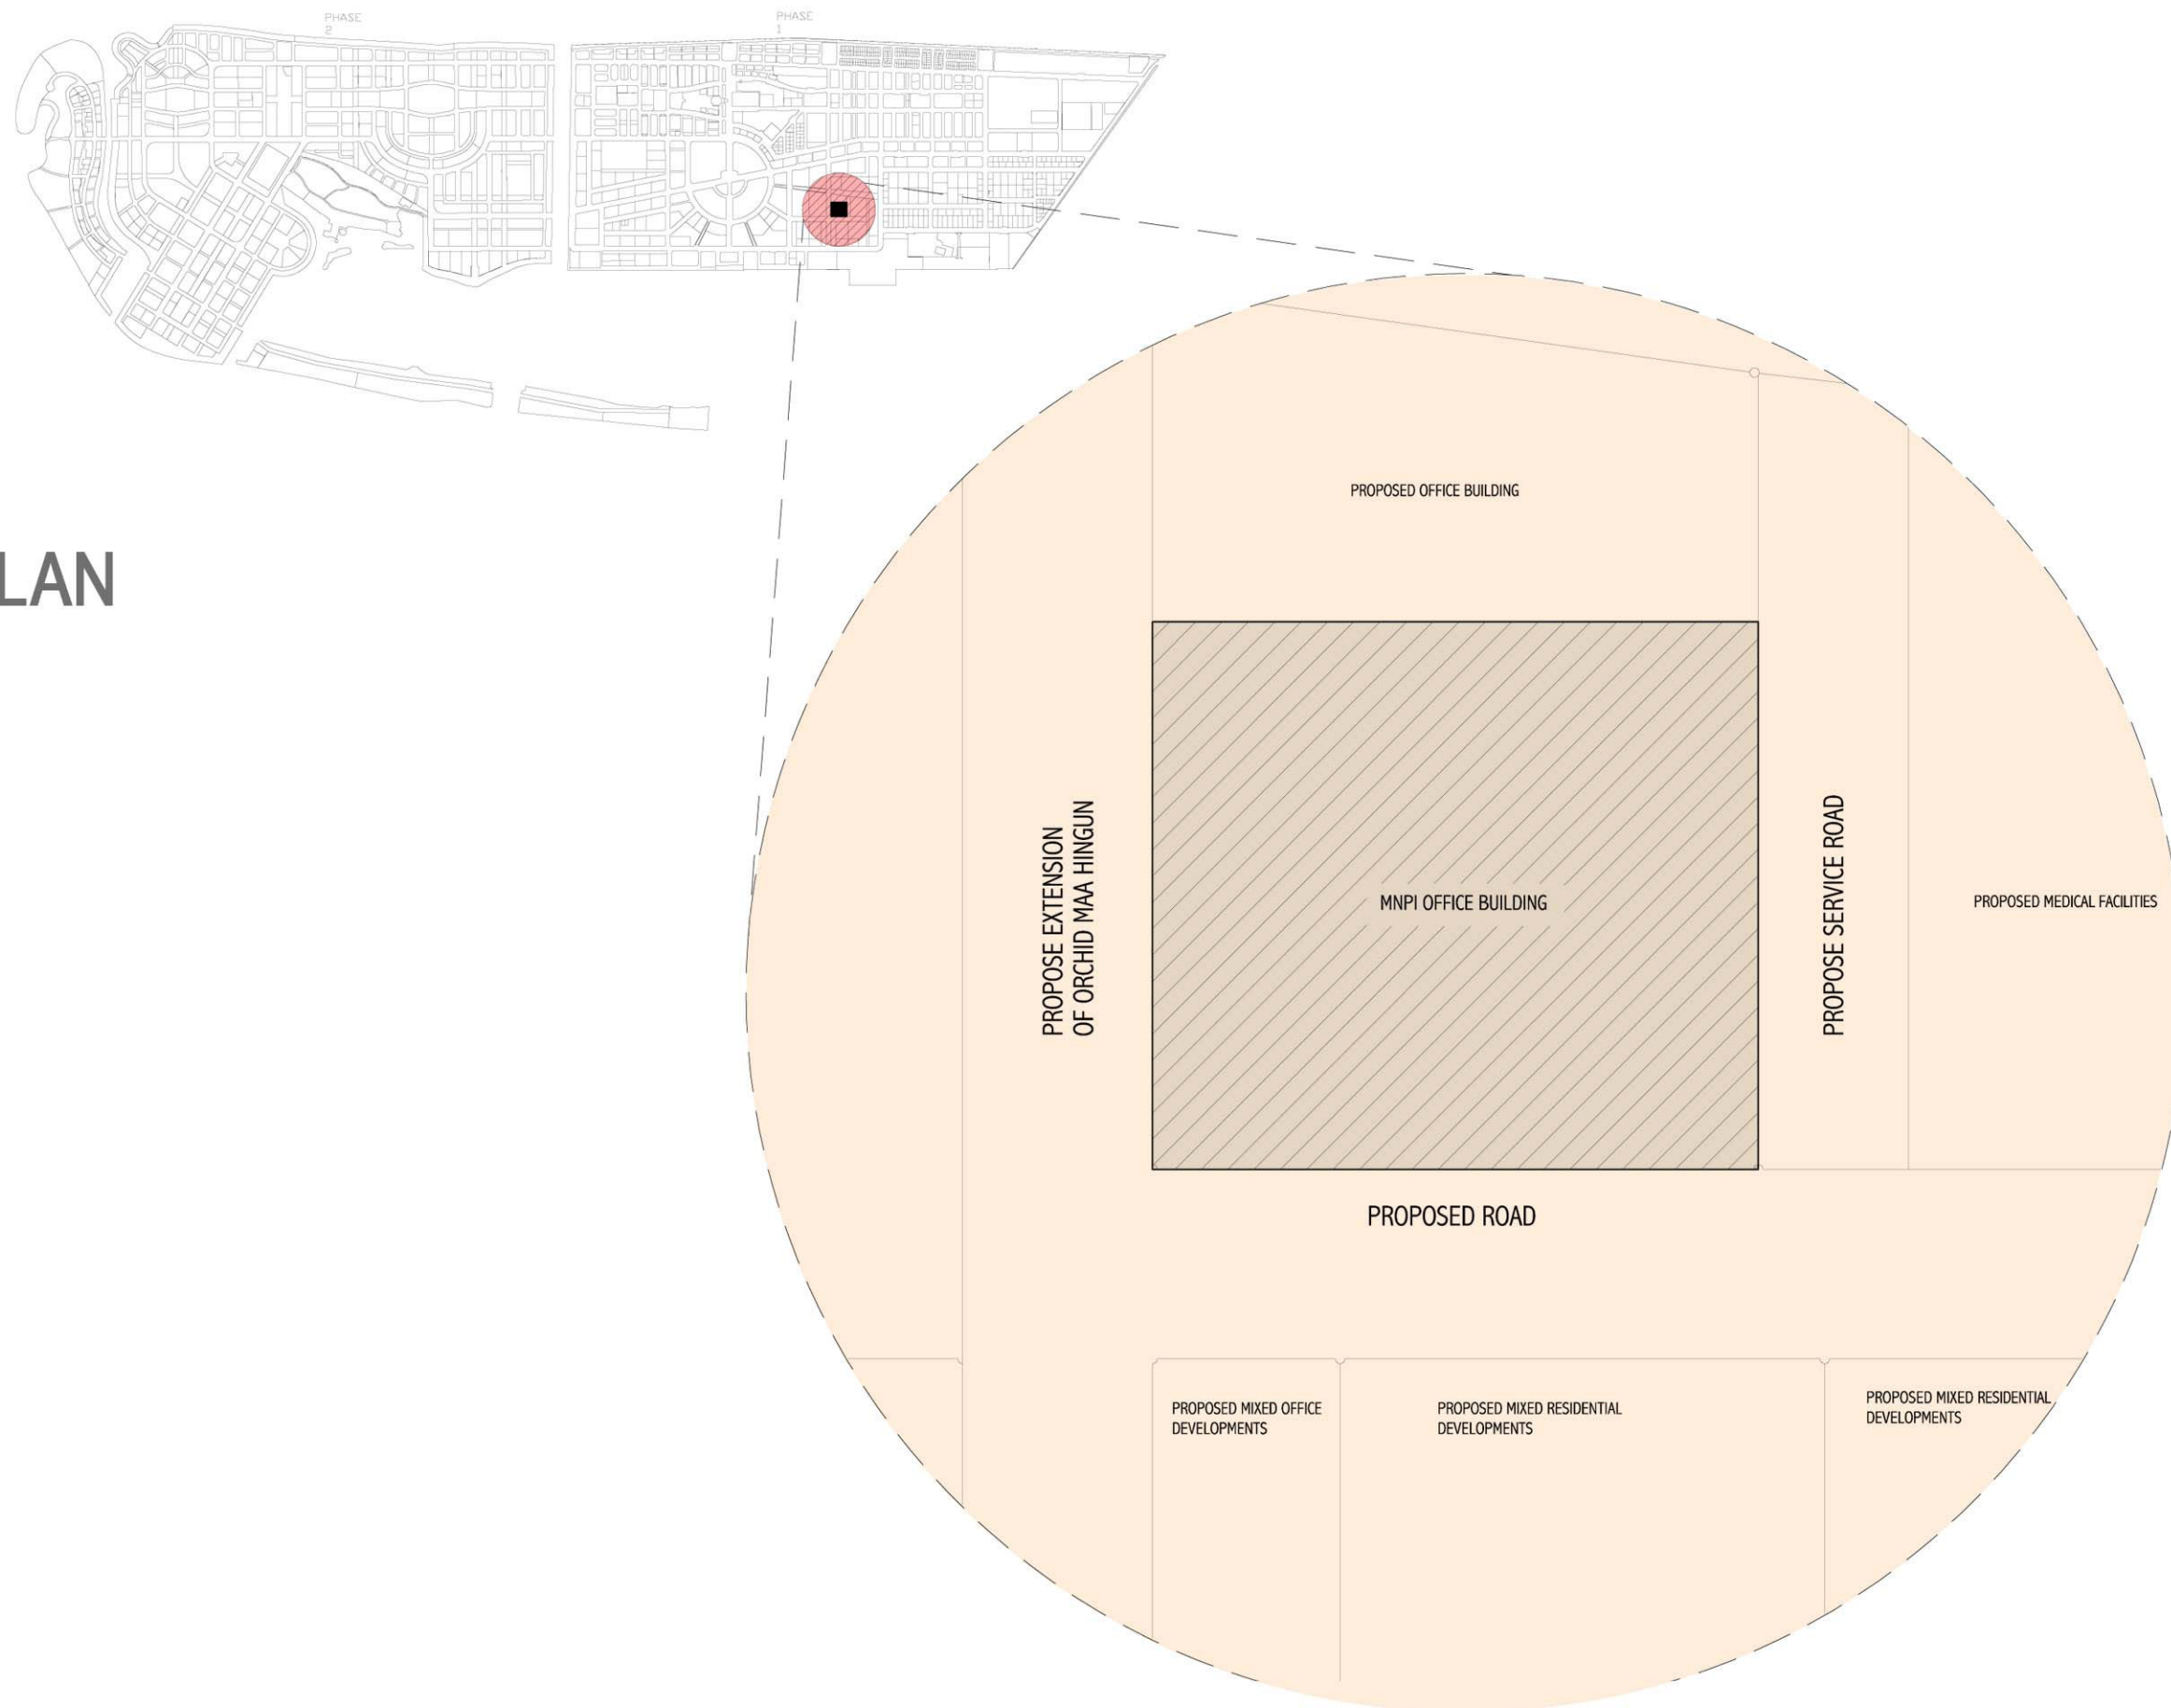 PHASE
2
PHASE
1
LAN
PROPOSED OFFICE BUILDING
PROPOSE EXTENSION
OF ORCHID MAA HINGUN
MNPI OFFICE BUILDING
PROPOSE SERVICE ROAD
PROPOSED MEDICAL FACILITIES
PROPOSED ROAD
PROPOSED MIXED OFFICE
DEVELOPMENTS
PROPOSED MIXED RESIDENTIAL
DEVELOPMENTS
PROPOSED MIXED RESIDENTIAL
DEVELOPMENTS